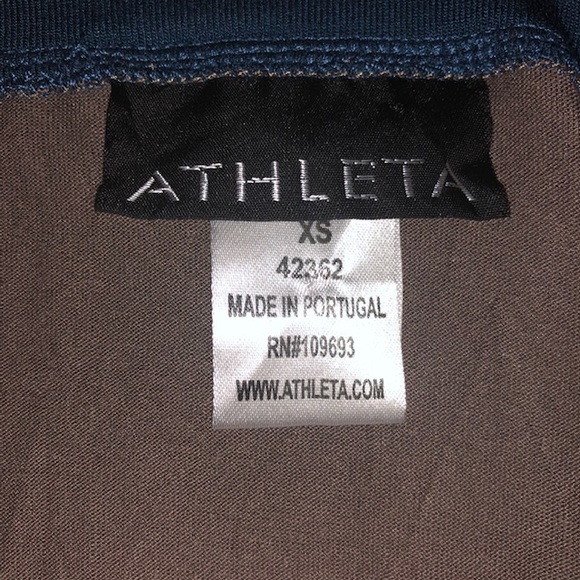 ATHLETA
XS
42362
MADE IN PORTUGAL
RN#109693
WWW.ATHLETA.COM